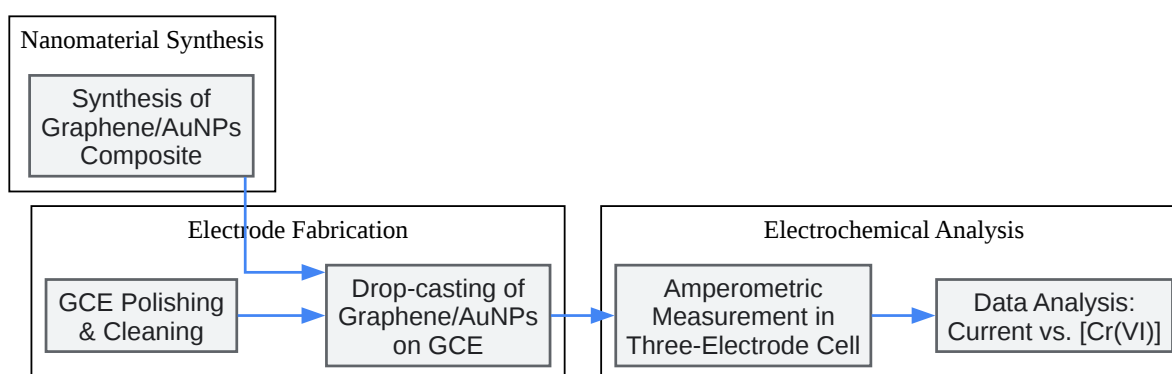 Nanomaterial Synthesis
Synthesis of
Graphene/AuNPs
Composite
Electrode Fabrication
GCE Polishing
& Cleaning
Drop-casting of
Graphene/AuNPs
on GCE
Electrochemical Analysis
Amperometric
Measurement in
Three-Electrode Cell
Data Analysis:
Current vs. [Cr(VI)]